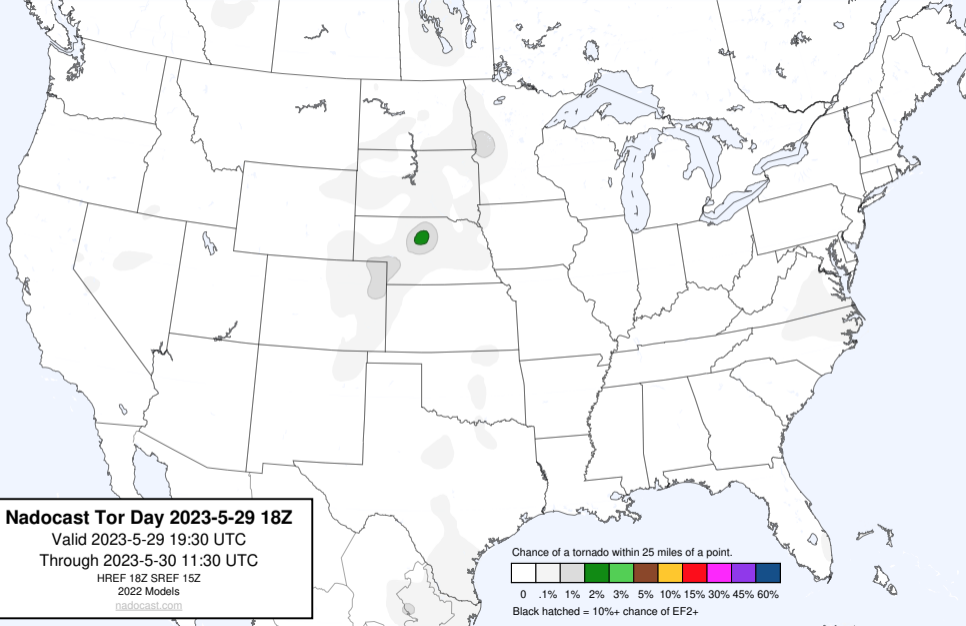 Nadocast Tor Day 2023-5-29 18Z
Valid 2023-5-29 19:30 UTC
Through 2023-5-30 11:30 UTC
HREF 18Z SREF 15Z
2022 Models
nadocast.com
Chance of a tornado within 25 miles of a point.
0 .1% 1% 2% 3% 5% 10% 15% 30% 45% 60%
Black hatched = 10%+ chance of EF2+